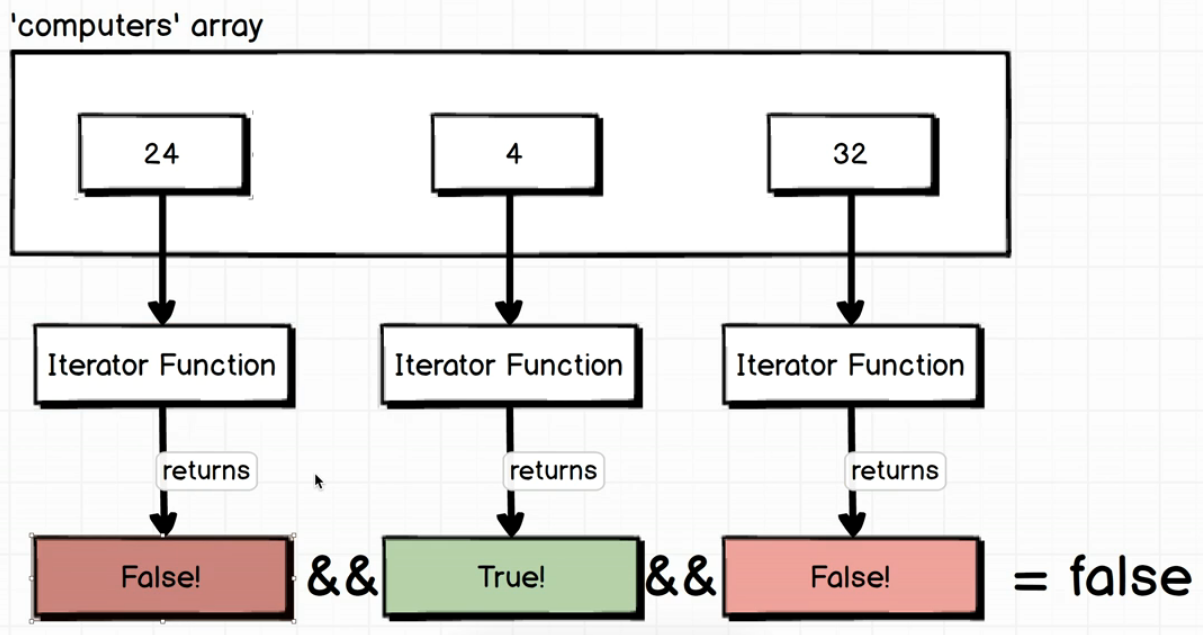 'computers' array
24 4 32
Iterator Function Iterator Function Iterator Function
returns returns returns
False! && True! && False! = false